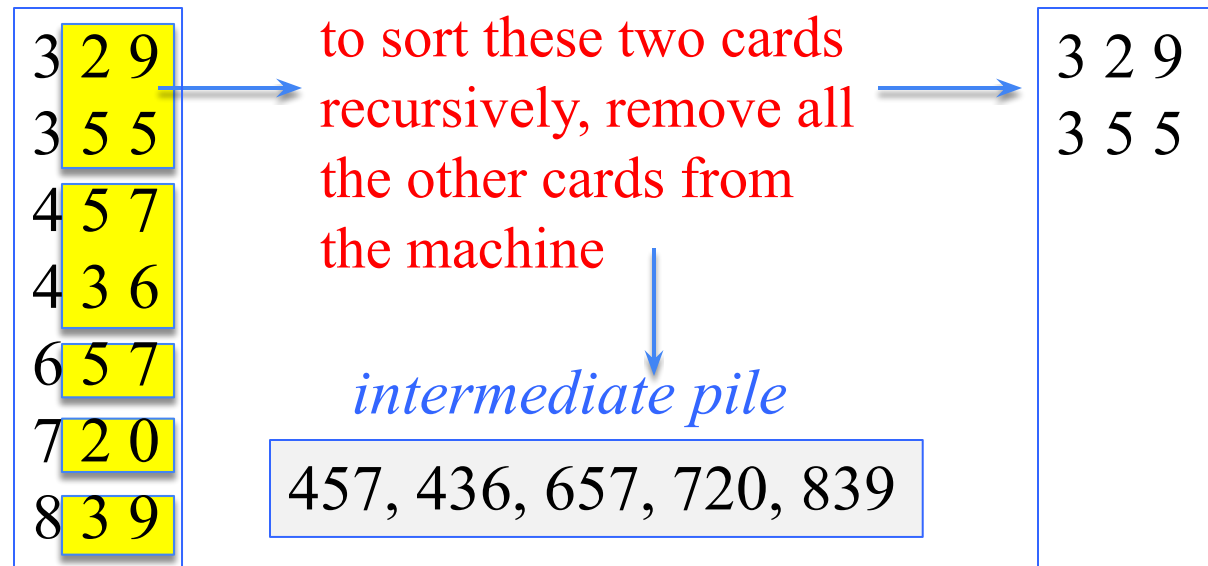 3 2 9
3 5 5
4 5 7
4 3 6
6 5 7
7 2 0
8 3 9
to sort these two cards
recursively, remove all
the other cards from
the machine
intermediate pile
457, 436, 657, 720, 839
3 2 9
3 5 5